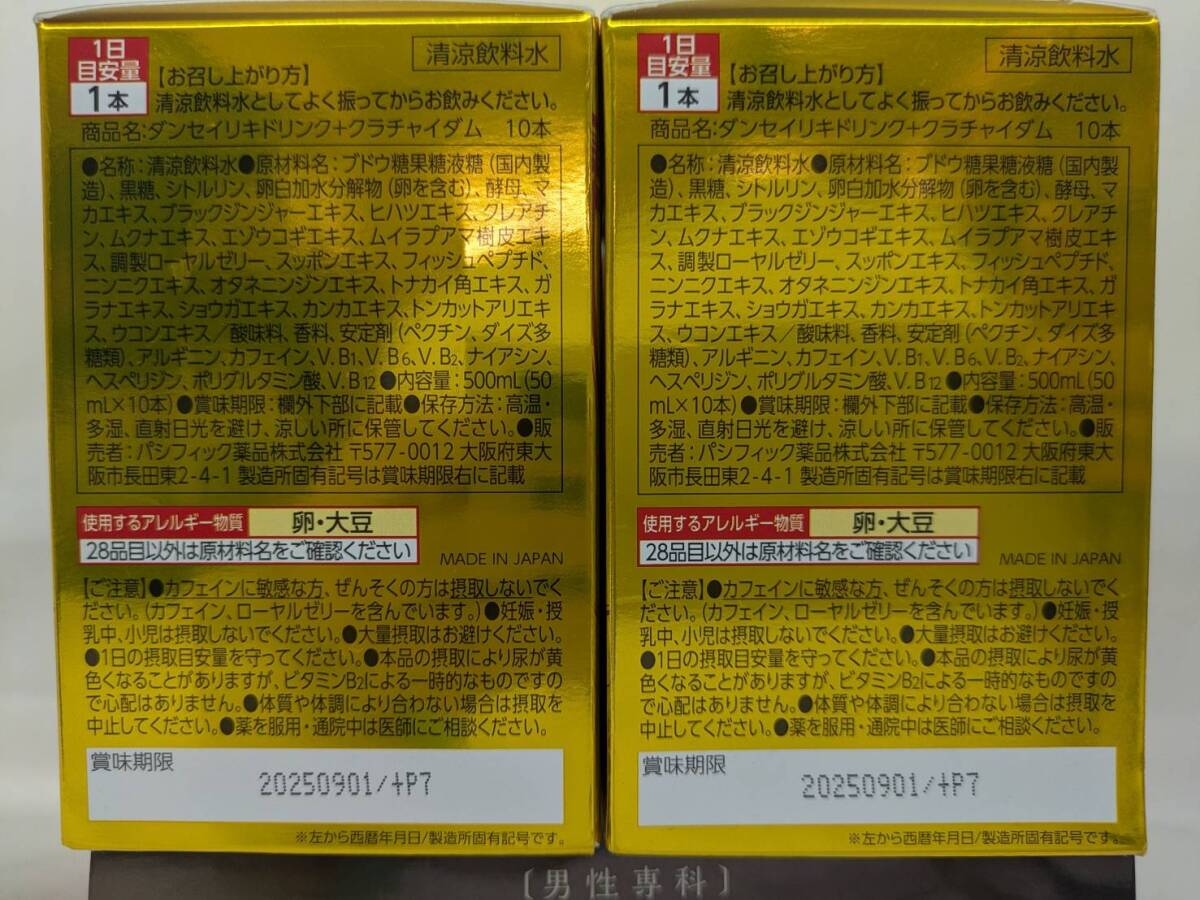 1日
目安量
1本
清涼飲料水
【お召し上がり方】
清涼飲料水としてよく振ってからお飲みください。
商品名:ダンセイリキドリンク+クラチャイダム 10本
●名称:清涼飲料水●原材料名:ブドウ糖果糖液糖(国内製
造)、黒糖、シトルリン、卵白加水分解物(卵を含む)、酵母、マ
カエキス、ブラックジンジャーエキス、ヒハツエキス、クレアチ
ン、ムクナエキス、エゾウコギエキス、ムイラプアマ樹皮エキ
ス、調製ローヤルゼリー、スッポンエキス、フィッシュペプチド、
ニンニクエキス、オタネニンジンエキス、トナカイ角エキス、ガ
ラナエキス、ショウガエキス、カンカエキス、トンカットアリエキ
ス、ウコンエキス/酸味料、香料、安定剤(ペクチン、ダイズ多
糖類)、アルギニン、カフェイン、V.B1、V.B6、V.B2、ナイアシン、
ヘスペリジン、ポリグルタミン酸、V.B12●内容量:500mL(50
mL×10本)●賞味期限:欄外下部に記載●保存方法:高温・
多湿、直射日光を避け、涼しい所に保管してください。●販
売者:パシフィック薬品株式会社 〒577-0012 大阪府東大
阪市長田東2-4-1 製造所固有記号は賞味期限右に記載
使用するアレルギー物質 卵・大豆
28品目以外は原材料名をご確認ください
MADE IN JAPAN
【ご注意】●カフェインに敏感な方、ぜんそくの方は摂取しないでく
ださい。(カフェイン、ローヤルゼリーを含んでいます。)●妊娠・授
乳中、小児は摂取しないでください。●大量摂取はお避けください。
●1日の摂取目安量を守ってください。●本品の摂取により尿が黄
色くなることがありますが、ビタミンB2による一時的なものですの
で心配はありません。●体質や体調により合わない場合は摂取を
中止してください。●薬を服用・通院中は医師にご相談ください。
賞味期限
20250901/+P7
※左から西暦年月日/製造所固有記号です。
1日
目安量
1本
清涼飲料水
【お召し上がり方】
清涼飲料水としてよく振ってからお飲みください。
商品名:ダンセイリキドリンク+クラチャイダム 10本
●名称:清涼飲料水●原材料名:ブドウ糖果糖液糖(国内製
造)、黒糖、シトルリン、卵白加水分解物(卵を含む)、酵母、マ
カエキス、ブラックジンジャーエキス、ヒハツエキス、クレアチ
ン、ムクナエキス、エゾウコギエキス、ムイラプアマ樹皮エキ
ス、調製ローヤルゼリー、スッポンエキス、フィッシュペプチド、
ニンニクエキス、オタネニンジンエキス、トナカイ角エキス、ガ
ラナエキス、ショウガエキス、カンカエキス、トンカットアリエキ
ス、ウコンエキス/酸味料、香料、安定剤(ペクチン、ダイズ多
糖類)、アルギニン、カフェイン、V.B1、V.B6、V.B2、ナイアシン、
ヘスペリジン、ポリグルタミン酸、V.B12●内容量:500mL(50
mL×10本)●賞味期限:欄外下部に記載●保存方法:高温・
多湿、直射日光を避け、涼しい所に保管してください。●販
売者:パシフィック薬品株式会社 〒577-0012 大阪府東大
阪市長田東2-4-1 製造所固有記号は賞味期限右に記載
使用するアレルギー物質 卵・大豆
28品目以外は原材料名をご確認ください
MADE IN JAPAN
【ご注意】●カフェインに敏感な方、ぜんそくの方は摂取しないでく
ださい。(カフェイン、ローヤルゼリーを含んでいます。)●妊娠・授
乳中、小児は摂取しないでください。●大量摂取はお避けください。
●1日の摂取目安量を守ってください。●本品の摂取により尿が黄
色くなることがありますが、ビタミンB2による一時的なものですの
で心配はありません。●体質や体調により合わない場合は摂取を
中止してください。●薬を服用・通院中は医師にご相談ください。
賞味期限
20250901/+P7
※左から西暦年月日/製造所固有記号です。
〔男性専科〕